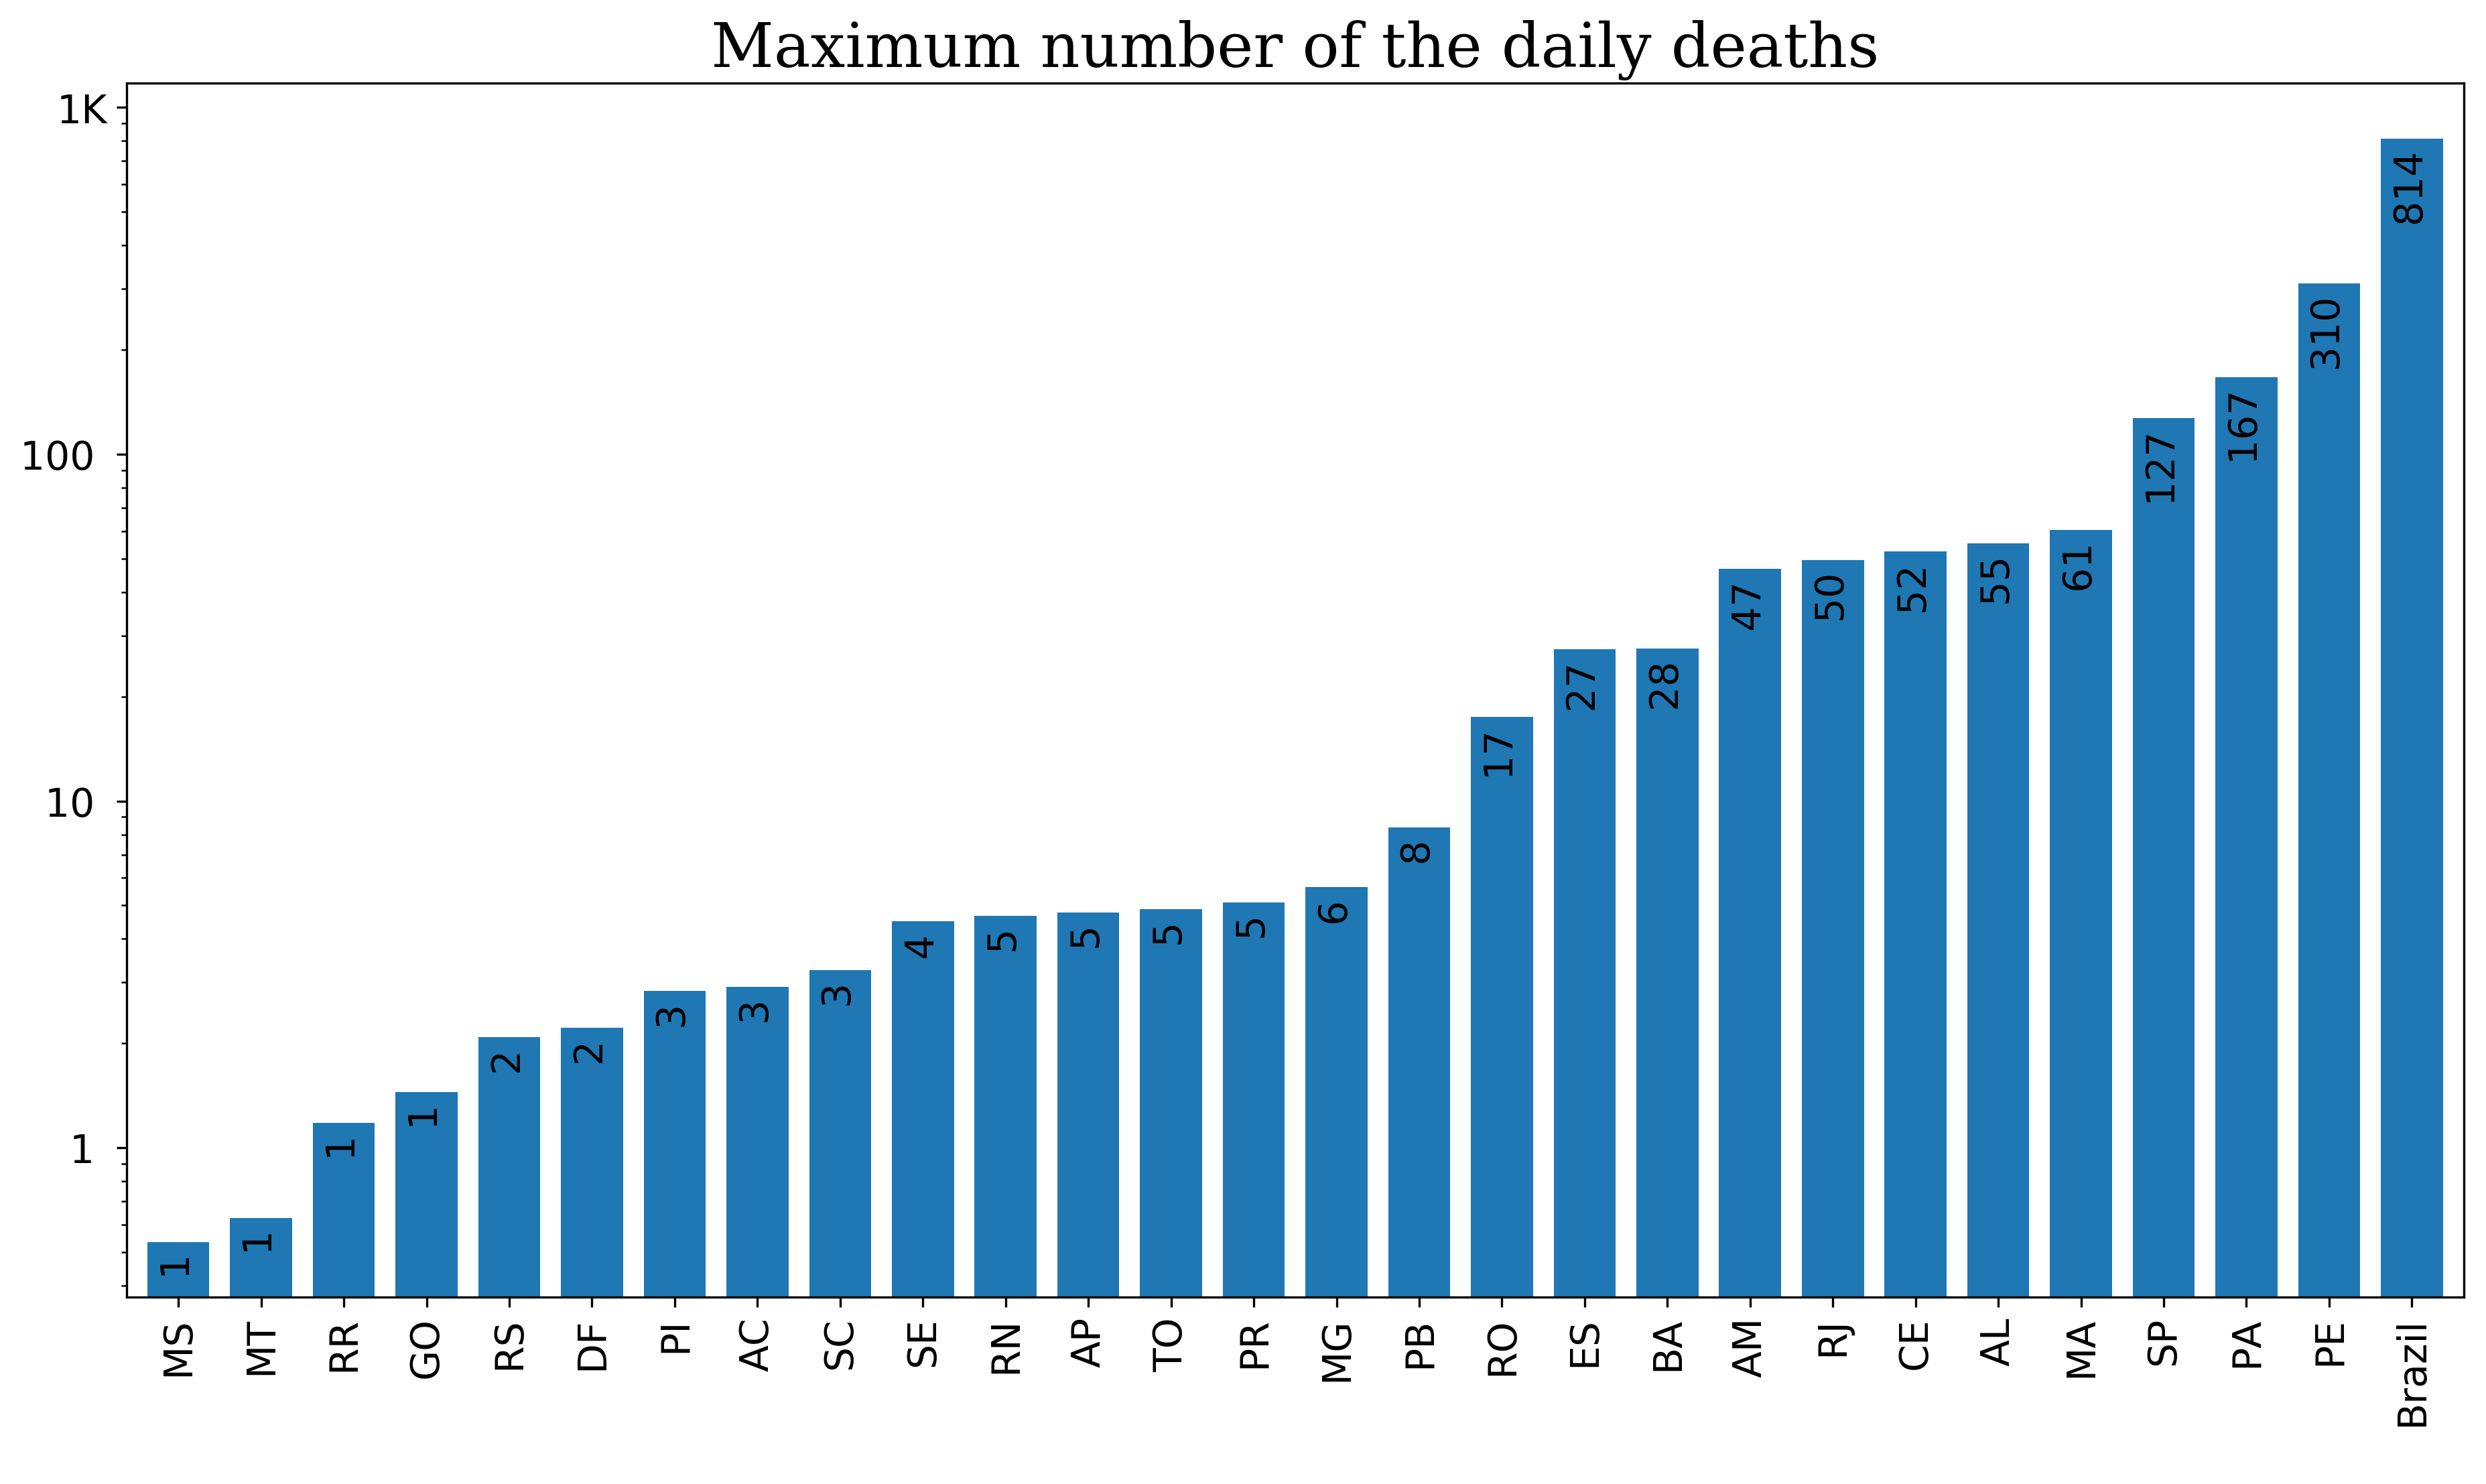 Maximum number of the daily deaths
1K
100
10
1
1
1
1
1
2
2
3
3
3
4
5
5
5
5
6
8
17
27
28
47
50
52
55
61
127
167
310
814
MS
MT
RR
GO
RS
DF
PI
AC
SC
SE
RN
AP
TO
PR
MG
PB
RO
ES
BA
AM
RJ
CE
AL
MA
SP
PA
PE
Brazil